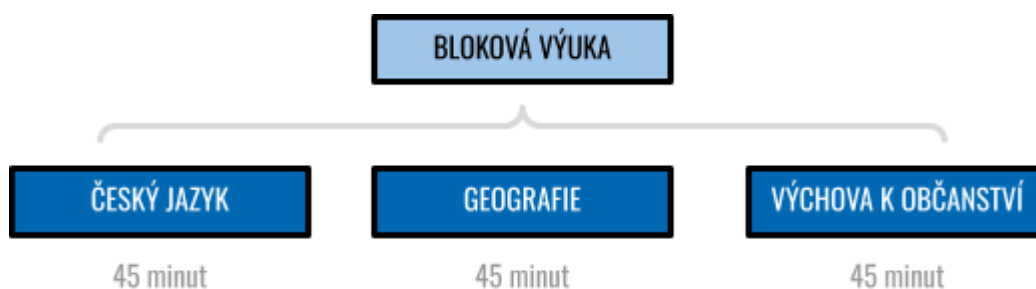 BLOKOVÁ VÝUKA
ČESKÝ JAZYK
GEOGRAFIE
VÝCHOVA K OBČANSTVÍ
45 minut
45 minut
45 minut